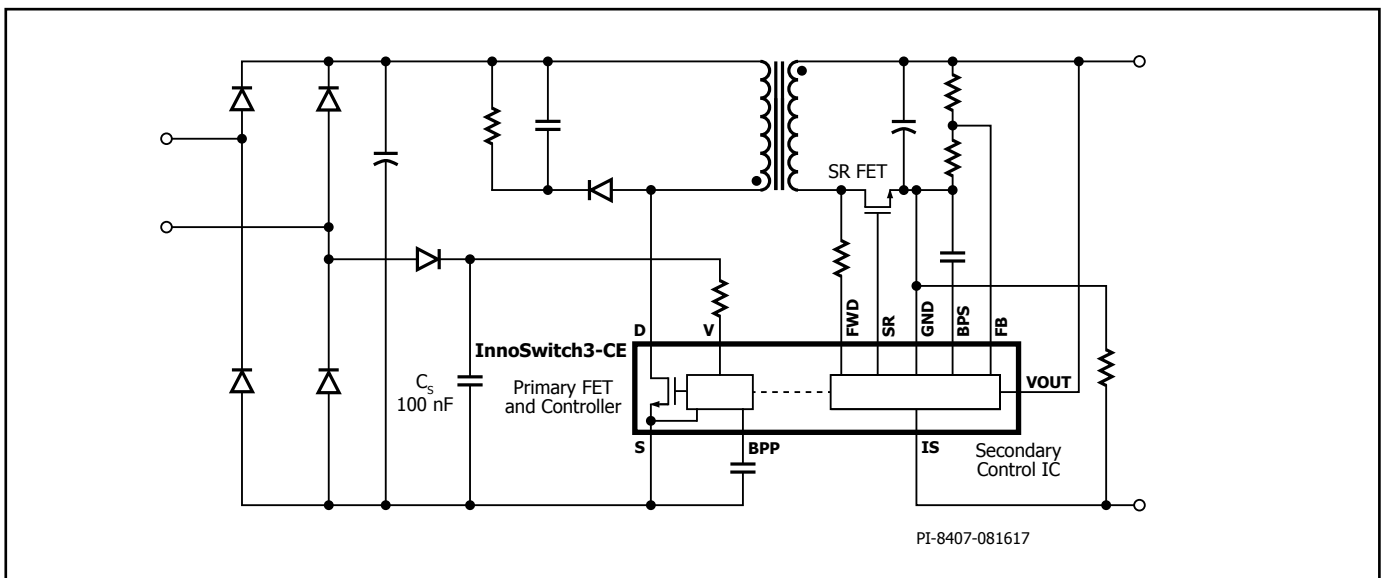 SR FET
FWD
SR
GND
BPS
FB
D
V
InnoSwitch3-CE
VOUT
Primary FET
and Controller
CS
100 nF
S
BPP
IS
Secondary
Control IC
PI-8407-081617